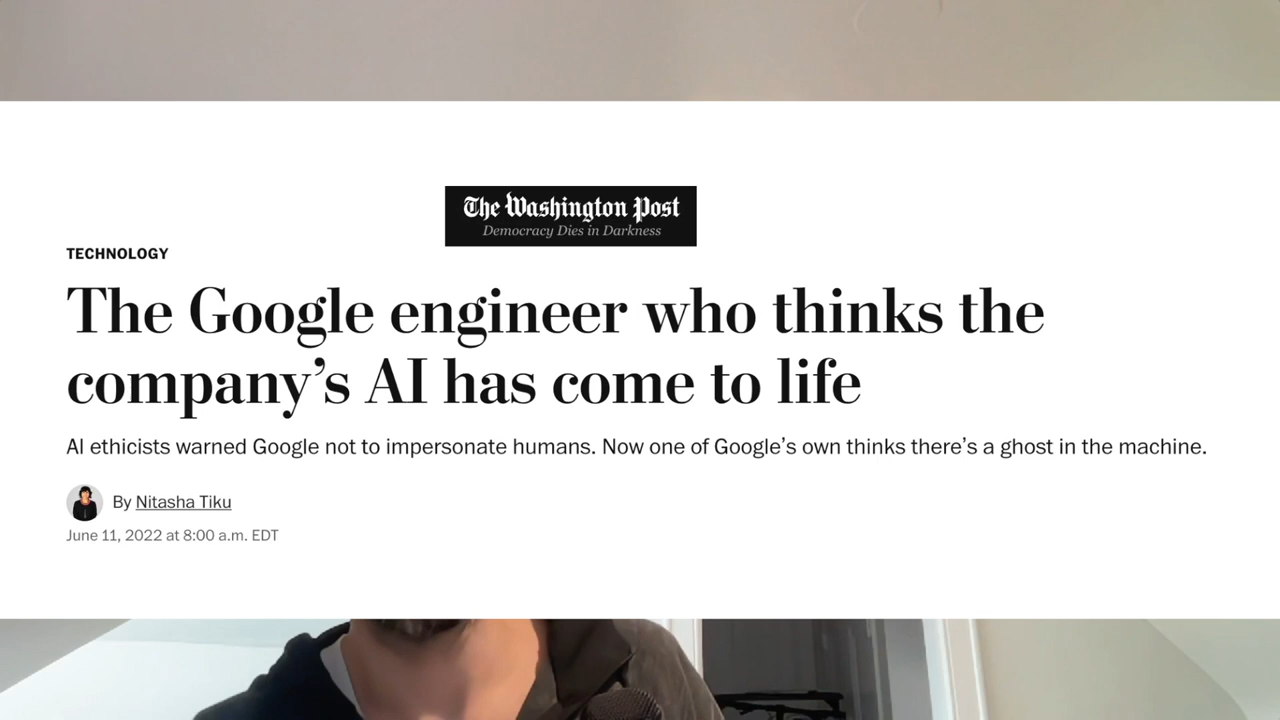 The Washington Post
Democracy Dies in Darkness
TECHNOLOGY
The Google engineer who thinks the
company’s AI has come to life
AI ethicists warned Google not to impersonate humans. Now one of Google’s own thinks there’s a ghost in the machine.
By Nitasha Tiku
June 11, 2022 at 8:00 a.m. EDT